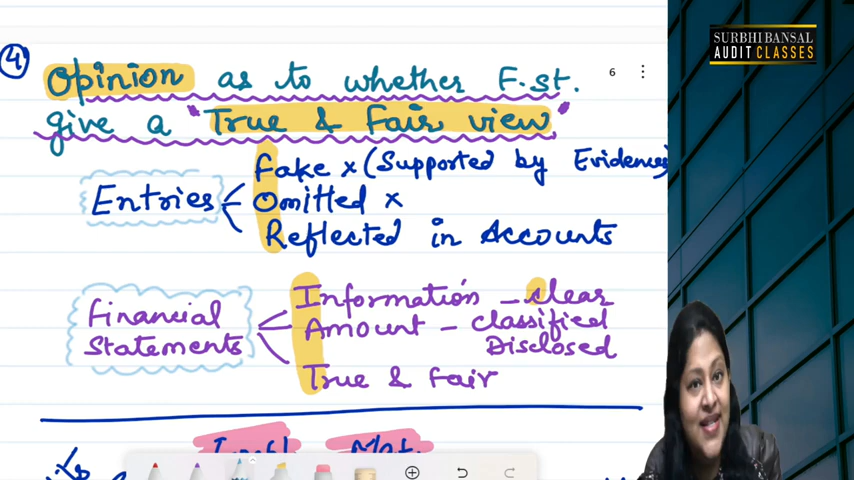 SURBHI BANSAL
AUDIT CLASSES
6
④ Opinion as to whether F.st.
give a "True & Fair view"
Entries
Fake x (Supported by Evidences)
Omitted x
Reflected in Accounts
Financial
Statements
Information - clear
Amount - classified
Disclosed
True & fair